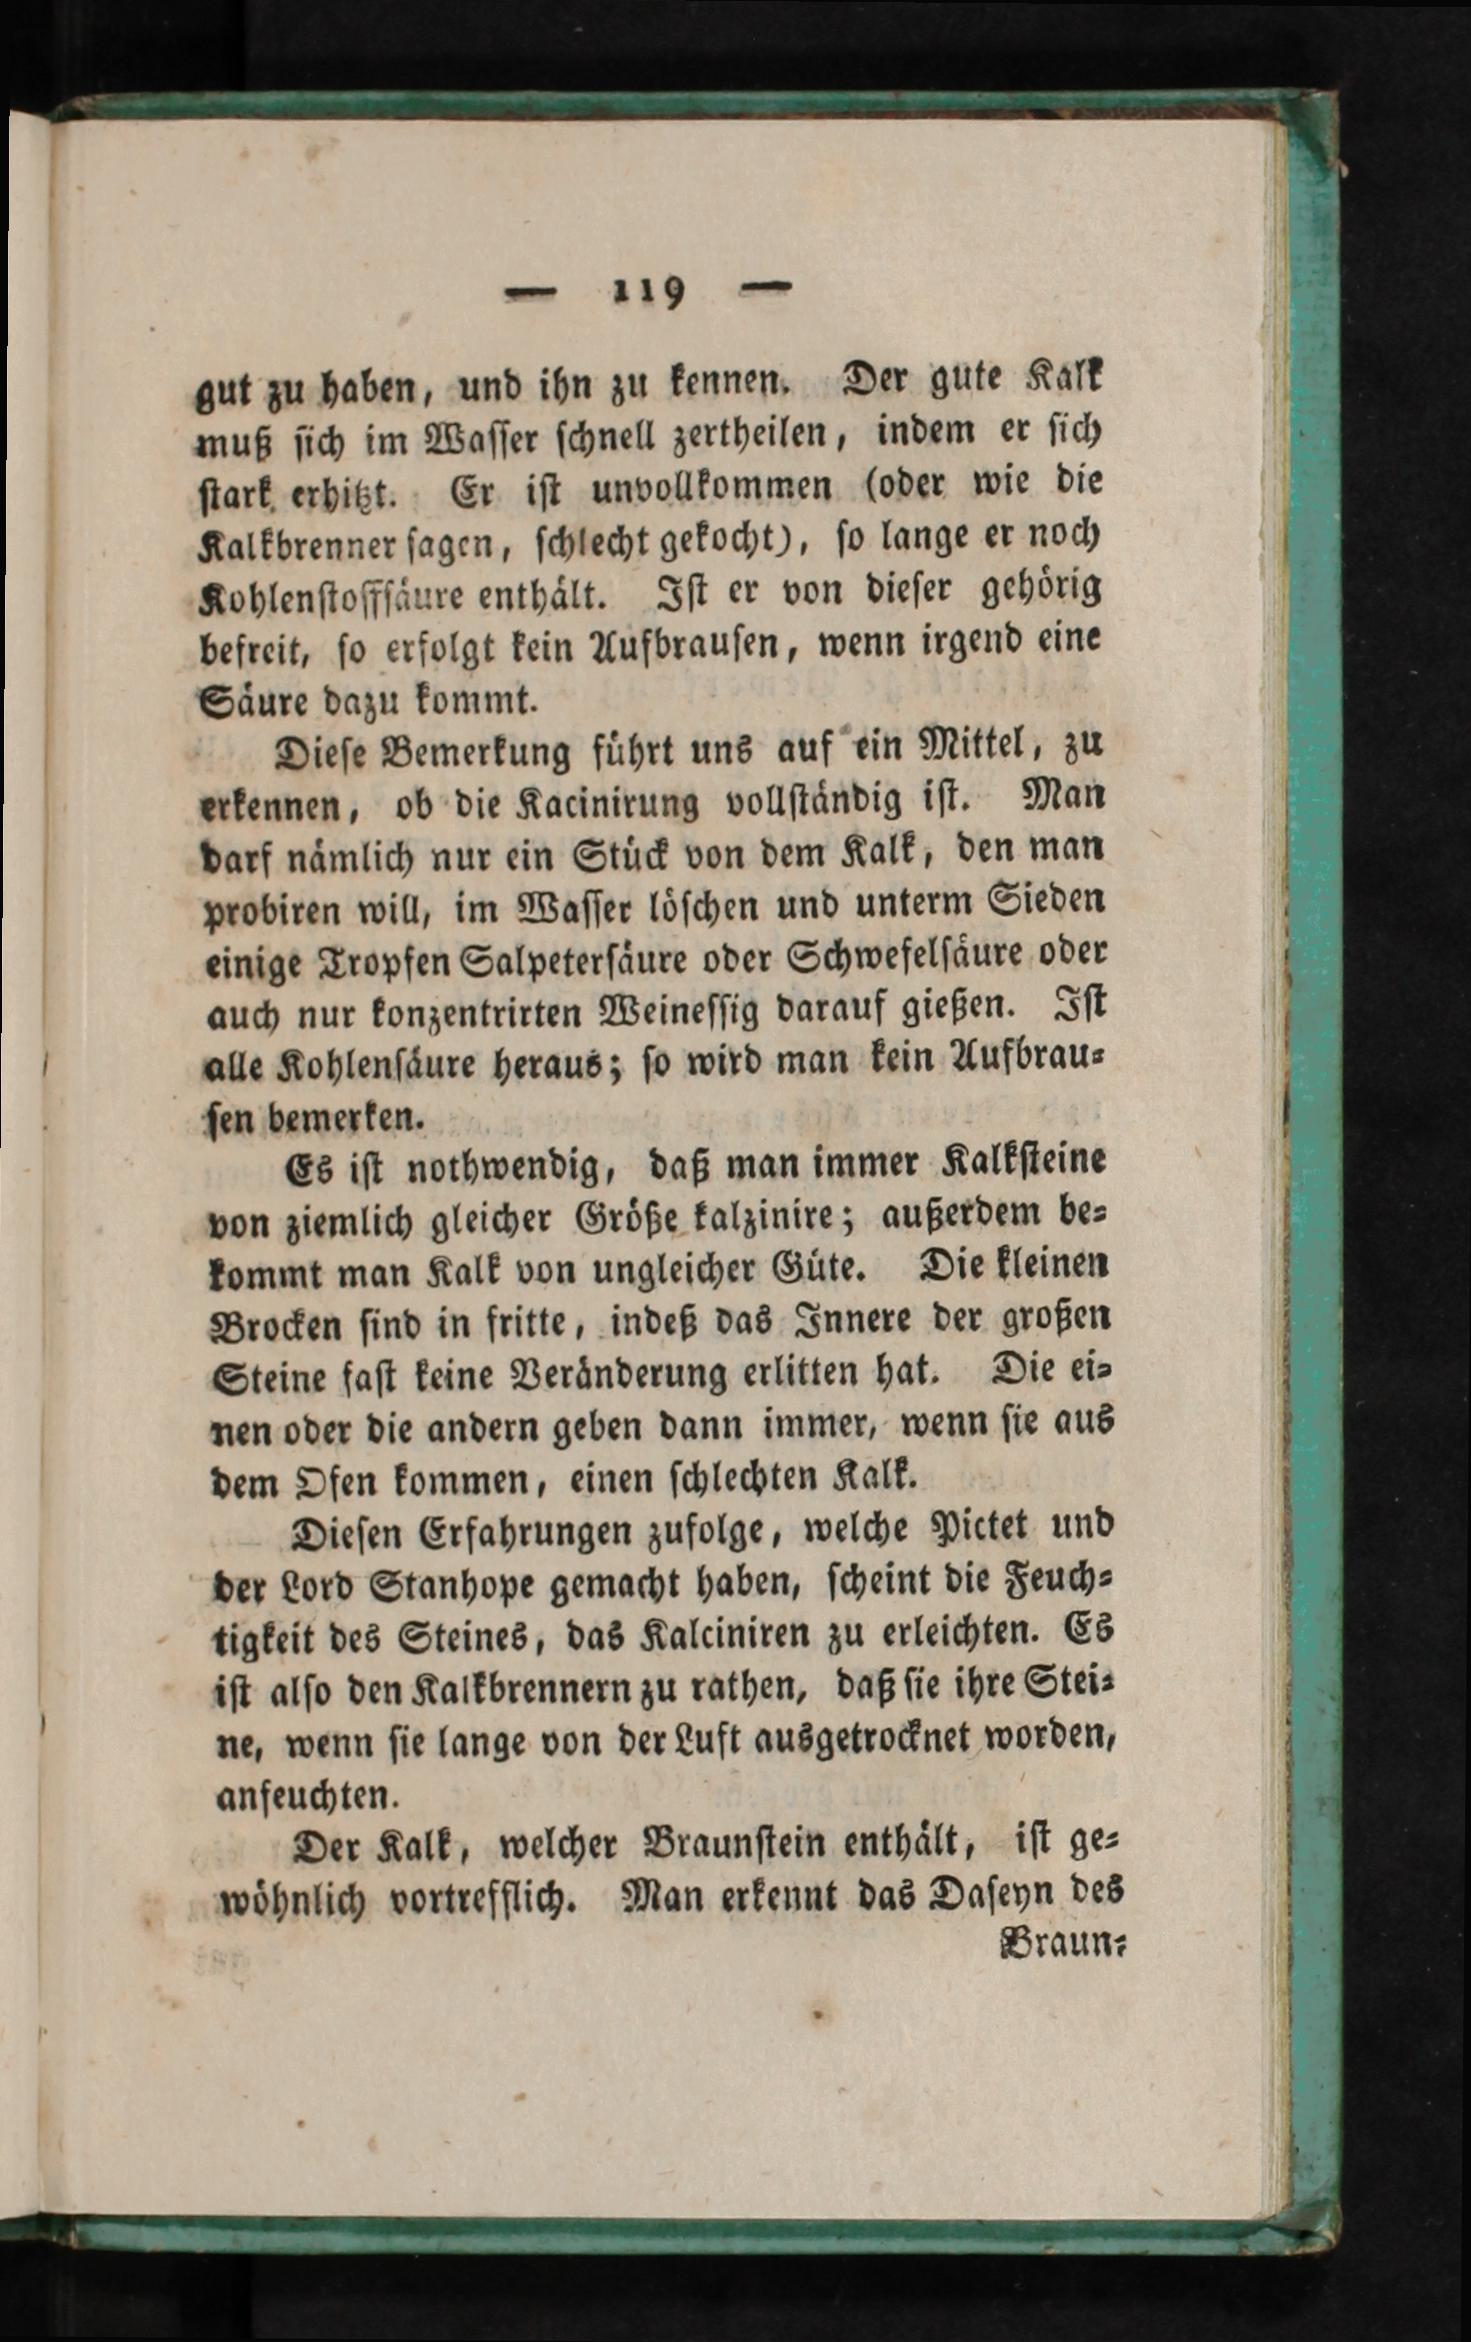 — 119 —
gut zu haben, und ihn zu kennen. Der gute Kalk
muß ſich im Waſſer ſchnell zertheilen, indem er ſich
ſtark erhitzt. Er iſt unvollkommen (oder wie die
Kalkbrenner ſagen, ſchlecht gekocht), ſo lange er noch
Kohlenſtoffſäure enthält. Iſt er von dieſer gehörig
befreit, ſo erfolgt kein Aufbrauſen, wenn irgend eine
Säure dazu kommt.
Dieſe Bemerkung führt uns auf ein Mittel, zu
erkennen, ob die Kacinirung vollſtändig iſt. Man
darf nämlich nur ein Stück von dem Kalk, den man
probiren will, im Waſſer löſchen und unterm Sieden
einige Tropfen Salpeterſäure oder Schwefelſäure oder
auch nur konzentrirten Weineſſig darauf gießen. Iſt
alle Kohlenſäure heraus; ſo wird man kein Aufbrau⸗
ſen bemerken.
Es iſt nothwendig, daß man immer Kalkſteine
von ziemlich gleicher Größe kalzinire; außerdem be⸗
kommt man Kalk von ungleicher Güte. Die kleinen
Brocken ſind in fritte, indeß das Innere der großen
Steine faſt keine Veränderung erlitten hat. Die ei⸗
nen oder die andern geben dann immer, wenn ſie aus
dem Ofen kommen, einen ſchlechten Kalk.
Dieſen Erfahrungen zufolge, welche Pictet und
der Lord Stanhope gemacht haben, ſcheint die Feuch⸗
tigkeit des Steines, das Kalciniren zu erleichten. Es
iſt alſo den Kalkbrennern zu rathen, daß ſie ihre Stei⸗
ne, wenn ſie lange von der Luft ausgetrocknet worden,
anfeuchten.
Der Kalk, welcher Braunſtein enthält, iſt ge⸗
wöhnlich vortrefflich. Man erkennt das Daſeyn des
Braun⸗